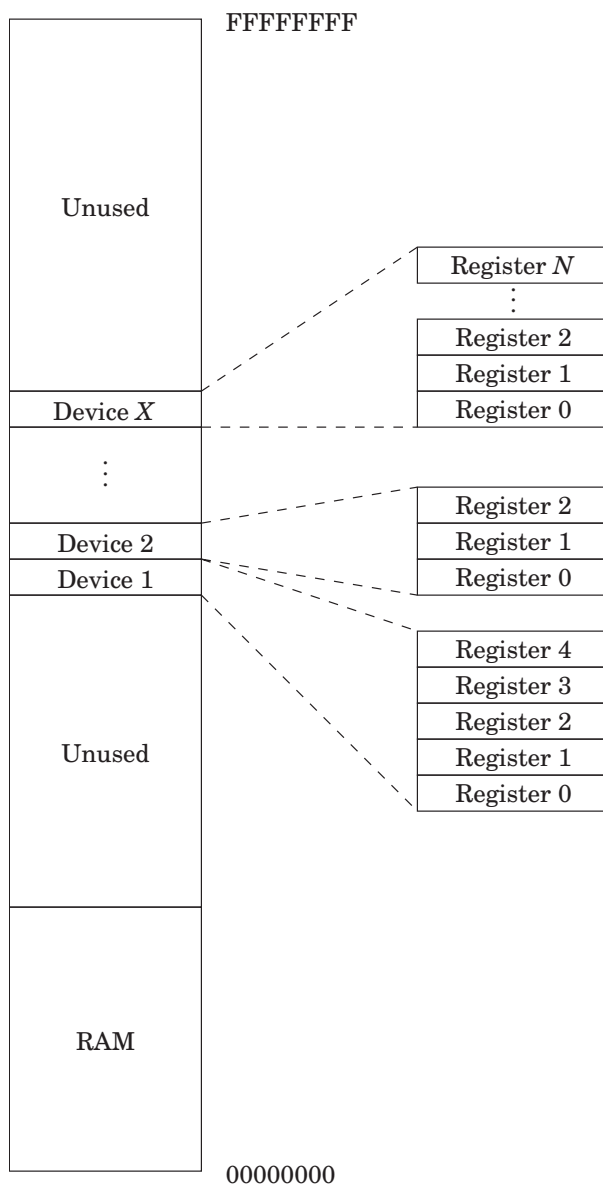 FFFFFFFF
Unused
Register N
⋮
Register 2
Register 1
Register 0
Device X
⋮
Device 2
Device 1
Register 2
Register 1
Register 0
Register 4
Register 3
Register 2
Register 1
Register 0
Unused
RAM
00000000